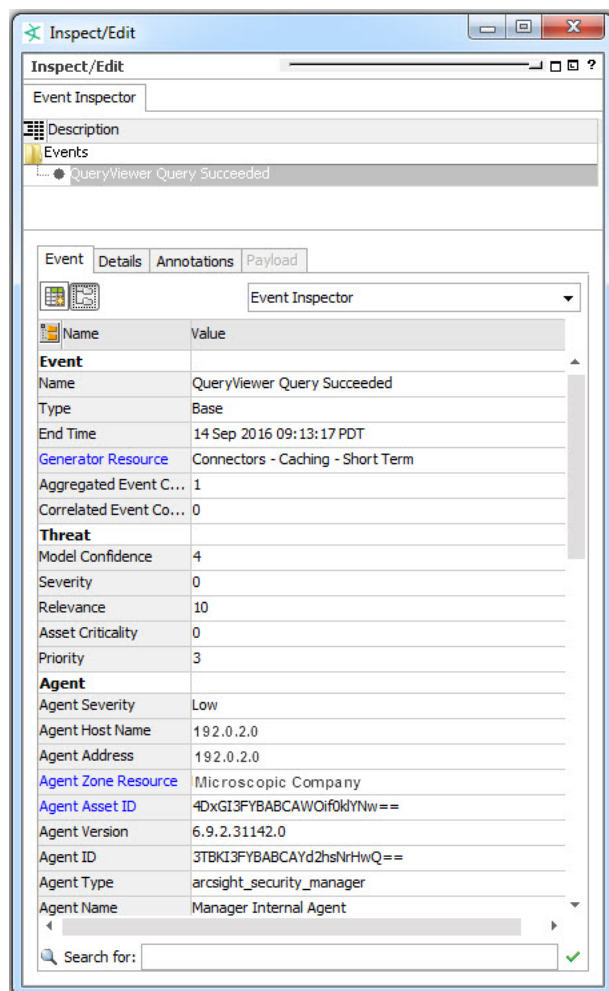 Inspect/Edit
Inspect/Edit ?
Event Inspector
Description
Events
QueryViewer Query Succeeded
Event Details Annotations Payload
Event Inspector
Name Value
Event
Name QueryViewer Query Succeeded
Type Base
End Time 14 Sep 2016 09:13:17 PDT
Generator Resource Connectors - Caching - Short Term
Aggregated Event C... 1
Correlated Event Co... 0
Threat
Model Confidence 4
Severity 0
Relevance 10
Asset Criticality 0
Priority 3
Agent
Agent Severity Low
Agent Host Name 192.0.2.0
Agent Address 192.0.2.0
Agent Zone Resource Microscopic Company
Agent Asset ID 4DxGI3FYBABCAWOif0klYNw==
Agent Version 6.9.2.31142.0
Agent ID 3TBKI3FYBABCAYd2hsNrHwQ==
Agent Type arcsight_security_manager
Agent Name Manager Internal Agent
Search for: